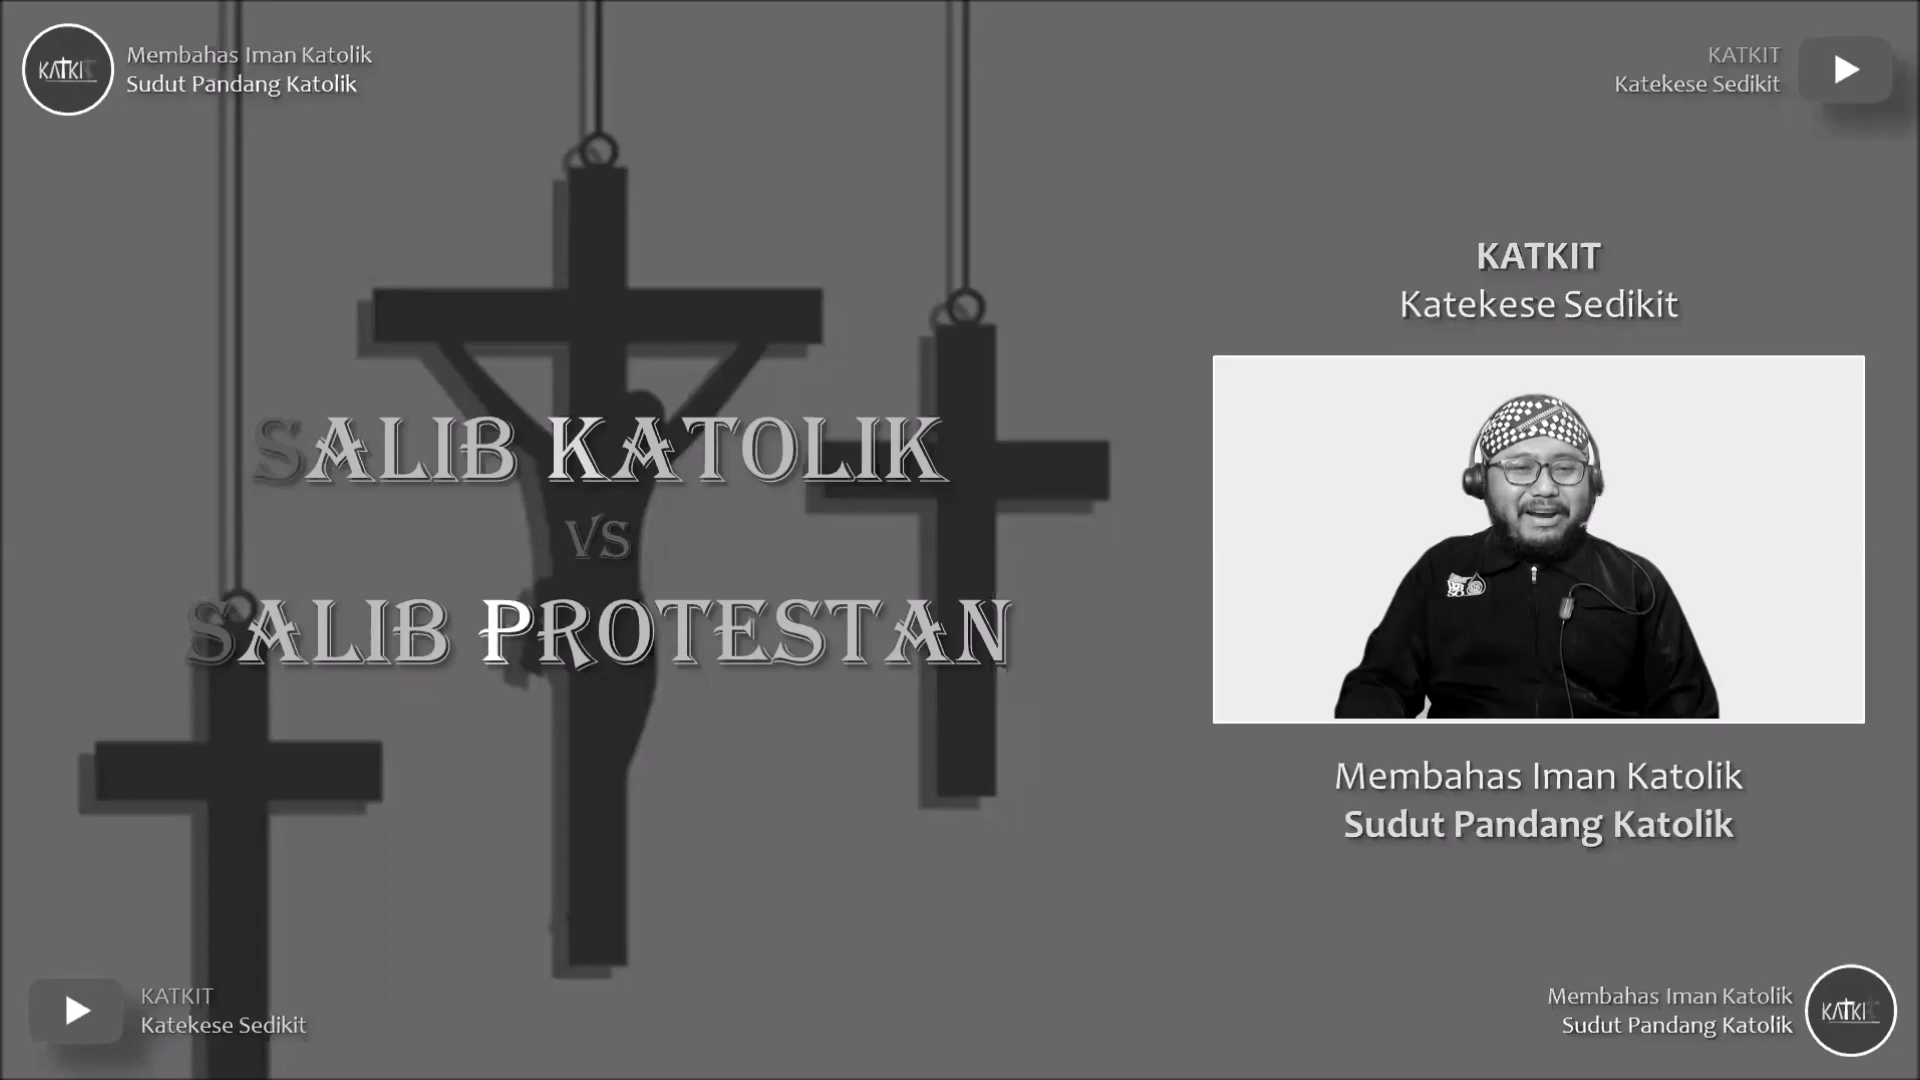 KATKIT
Membahas Iman Katolik
Sudut Pandang Katolik
KATKIT
Katekese Sedikit
SALIB KATOLIK
VS
SALIB PROTESTAN
KATKIT
Katekese Sedikit
Membahas Iman Katolik
Sudut Pandang Katolik
KATKIT
Katekese Sedikit
Membahas Iman Katolik
Sudut Pandang Katolik
KATKIT